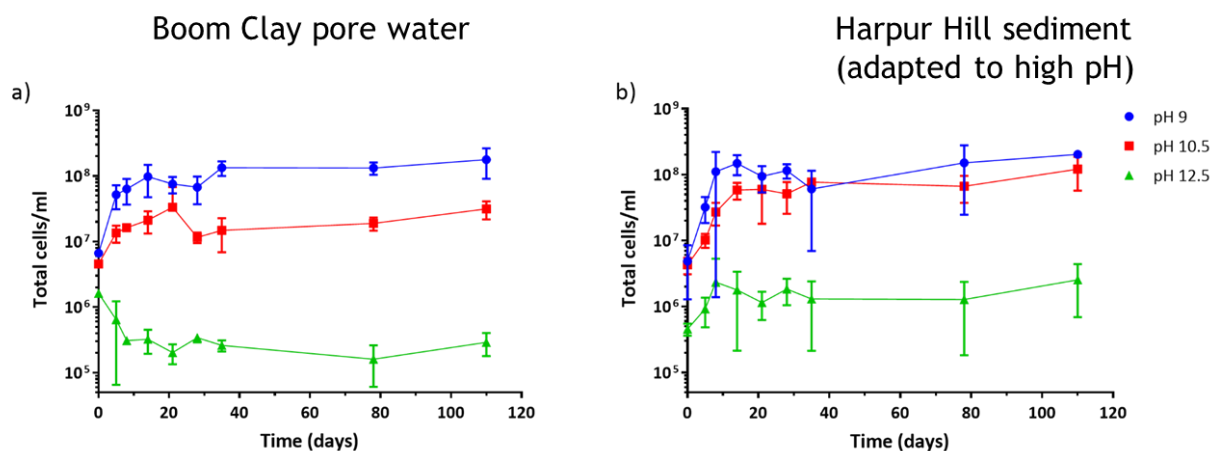 Boom Clay pore water
Harpur Hill sediment
(adapted to high pH)
a)
10⁹
10⁸
10⁷
10⁶
10⁵
Total cells/ml
0
20
40
60
80
100
120
Time (days)
b)
10⁹
10⁸
10⁷
10⁶
10⁵
Total cells/ml
0
20
40
60
80
100
120
Time (days)
pH 9
pH 10.5
pH 12.5